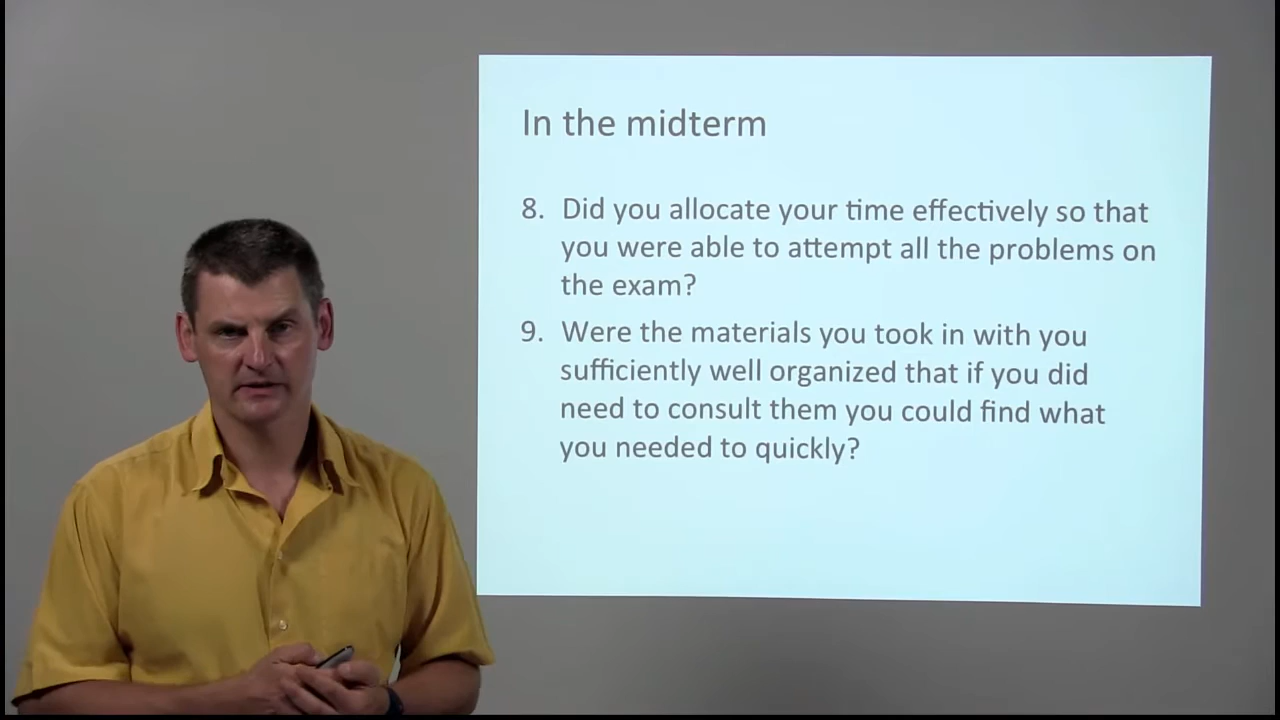 In the midterm
8. Did you allocate your time effectively so that
you were able to attempt all the problems on
the exam?
9. Were the materials you took in with you
sufficiently well organized that if you did
need to consult them you could find what
you needed to quickly?